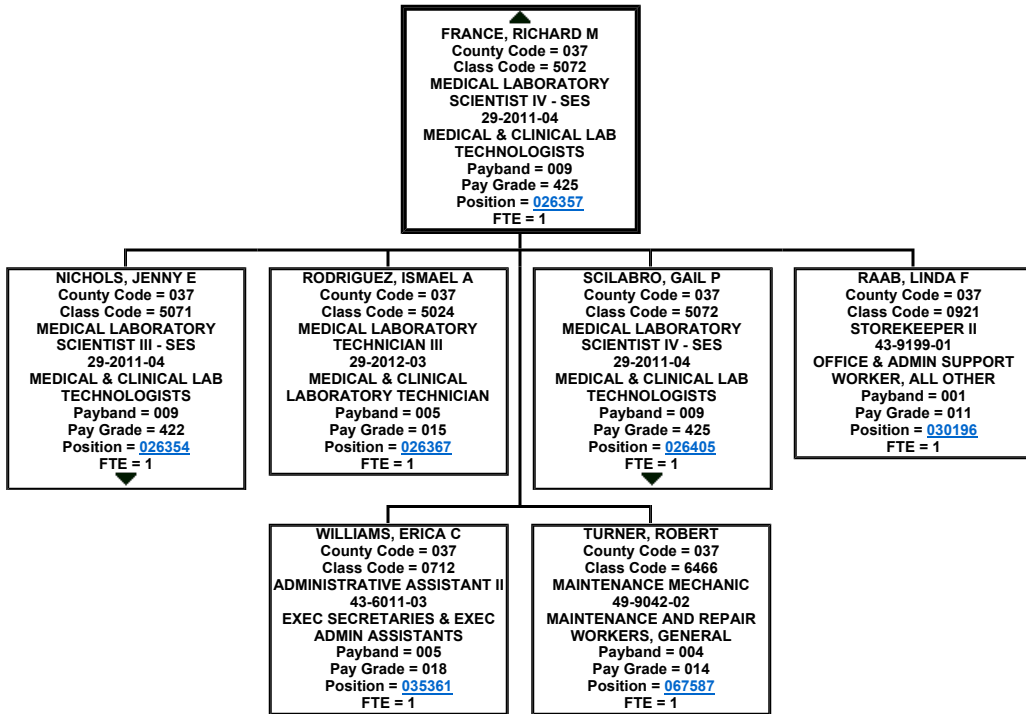 FRANCE, RICHARD M
County Code = 037
Class Code = 5072
MEDICAL LABORATORY
SCIENTIST IV - SES
29-2011-04
MEDICAL & CLINICAL LAB
TECHNOLOGISTS
Payband = 009
Pay Grade = 425
Position = 026357
FTE = 1
NICHOLS, JENNY E
County Code = 037
Class Code = 5071
MEDICAL LABORATORY
SCIENTIST III - SES
29-2011-04
MEDICAL & CLINICAL LAB
TECHNOLOGISTS
Payband = 009
Pay Grade = 422
Position = 026354
FTE = 1
RODRIGUEZ, ISMAEL A
County Code = 037
Class Code = 5024
MEDICAL LABORATORY
TECHNICIAN III
29-2012-03
MEDICAL & CLINICAL
LABORATORY TECHNICIAN
Payband = 005
Pay Grade = 015
Position = 026367
FTE = 1
SCILABRO, GAIL P
County Code = 037
Class Code = 5072
MEDICAL LABORATORY
SCIENTIST IV - SES
29-2011-04
MEDICAL & CLINICAL LAB
TECHNOLOGISTS
Payband = 009
Pay Grade = 425
Position = 026405
FTE = 1
RAAB, LINDA F
County Code = 037
Class Code = 0921
STOREKEEPER II
43-9199-01
OFFICE & ADMIN SUPPORT
WORKER, ALL OTHER
Payband = 001
Pay Grade = 011
Position = 030196
FTE = 1
WILLIAMS, ERICA C
County Code = 037
Class Code = 0712
ADMINISTRATIVE ASSISTANT II
43-6011-03
EXEC SECRETARIES & EXEC
ADMIN ASSISTANTS
Payband = 005
Pay Grade = 018
Position = 035361
FTE = 1
TURNER, ROBERT
County Code = 037
Class Code = 6466
MAINTENANCE MECHANIC
49-9042-02
MAINTENANCE AND REPAIR
WORKERS, GENERAL
Payband = 004
Pay Grade = 014
Position = 067587
FTE = 1